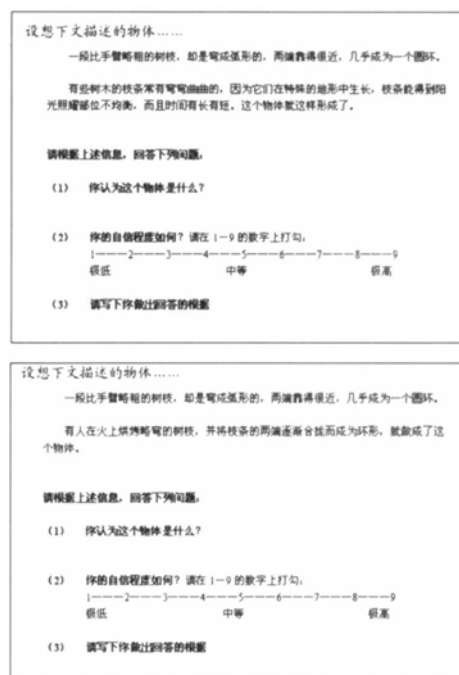 设想下文描述的物体……
一段比手臂略粗的树枝，却是弯成弧形的，两端靠得很近，几乎成为一个圆环。
有些树木的枝条常有弯弯曲曲的，因为它们在特殊的地形中生长，枝条能得到阳
光照耀部位不均衡，而且时间有长有短。这个物体就这样形成了。
请根据上述信息，回答下列问题：
（1） 你认为这个物体是什么？
（2） 你的自信程度如何？请在 1－9 的数字上打勾：
1———2———3———4———5———6———7———8———9
极低 中等 极高
（3） 请写下你做出回答的根据
设想下文描述的物体……
一段比手臂略粗的树枝，却是弯成弧形的，两端靠得很近，几乎成为一个圆环。
有人在火上烘烤略弯的树枝，并将枝条的两端逐渐合拢而成为环形，就做成了这
个物体。
请根据上述信息，回答下列问题：
（1） 你认为这个物体是什么？
（2） 你的自信程度如何？请在 1－9 的数字上打勾：
1———2———3———4———5———6———7———8———9
极低 中等 极高
（3） 请写下你做出回答的根据